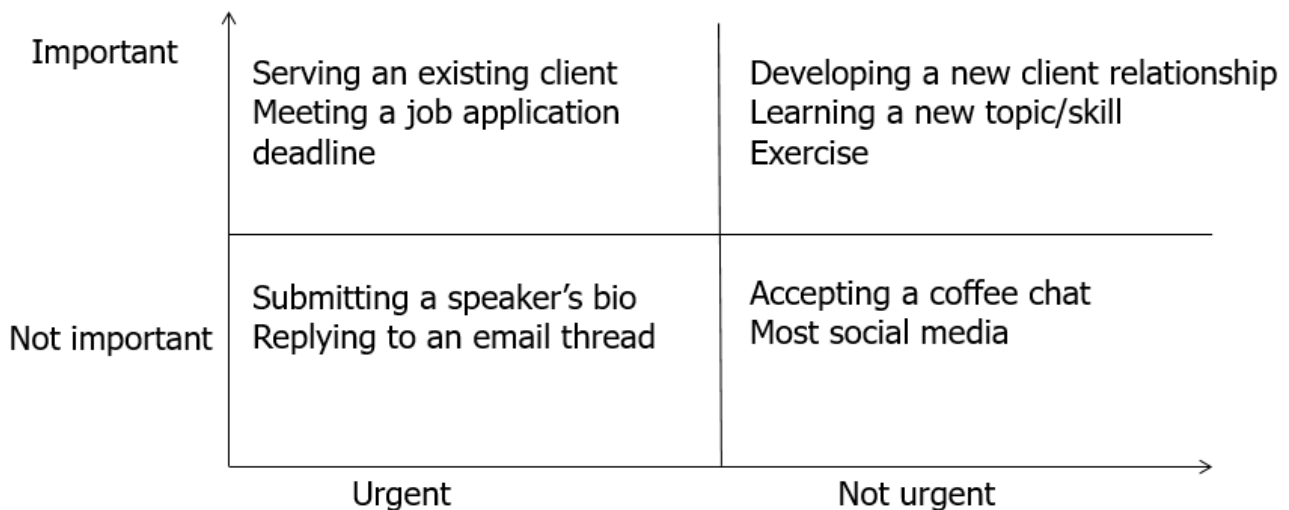 Important
Serving an existing client
Meeting a job application
deadline
Developing a new client relationship
Learning a new topic/skill
Exercise
Not important
Submitting a speaker’s bio
Replying to an email thread
Accepting a coffee chat
Most social media
Urgent
Not urgent